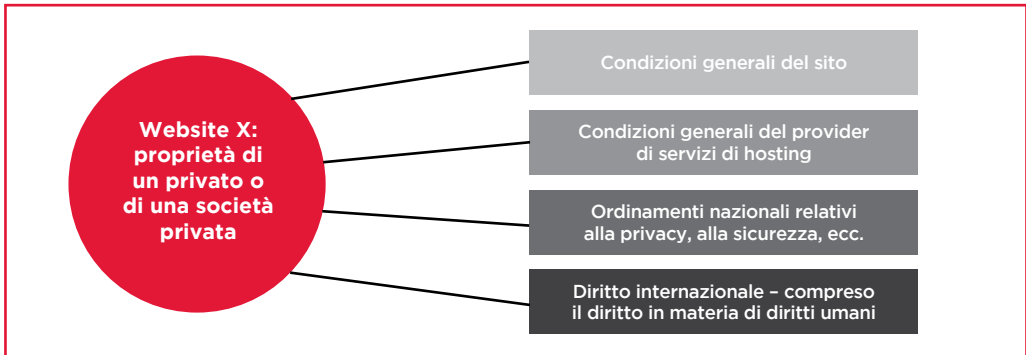 Website X:
proprietà di
un privato o
di una società
privata
Condizioni generali del sito
Condizioni generali del provider
di servizi di hosting
Ordinamenti nazionali relativi
alla privacy, alla sicurezza, ecc.
Diritto internazionale – compreso
il diritto in materia di diritti umani